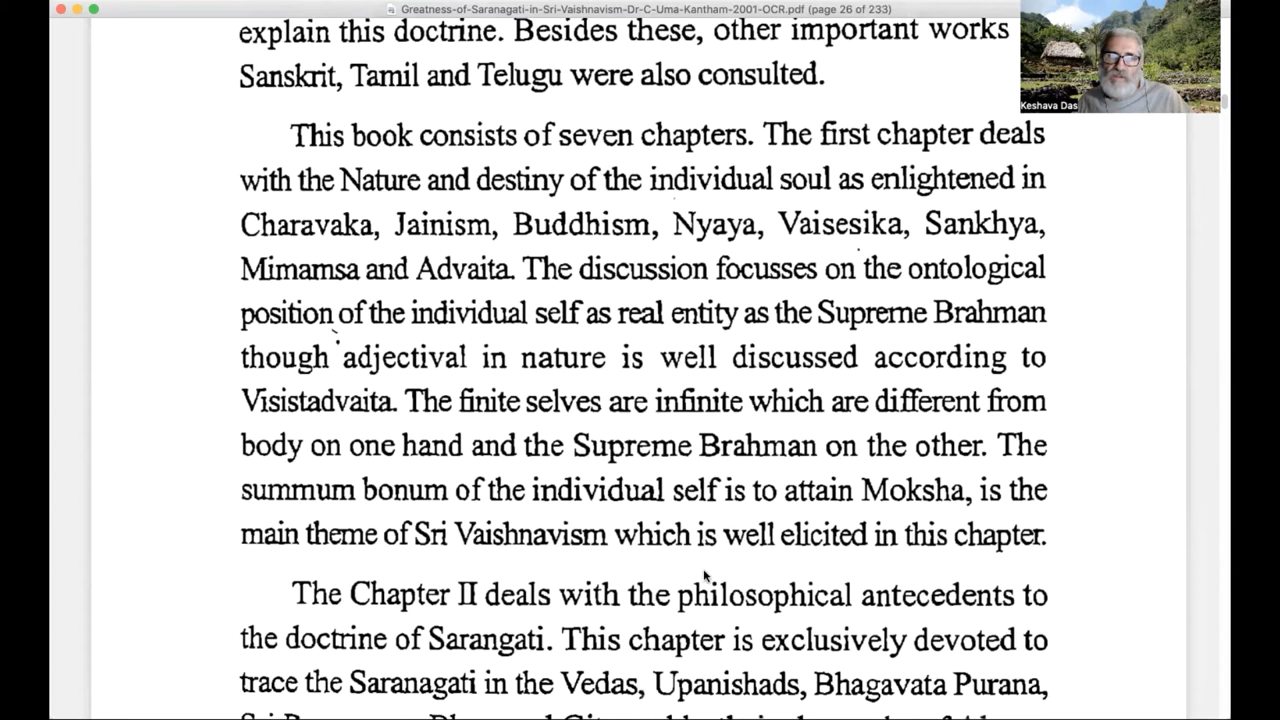 Greatness-of-Saranagati-in-Sri-Vaishnavism-Dr-C-Uma-Kantham-2001-OCR.pdf (page 26 of 233)
explain this doctrine. Besides these, other important works
Sanskrit, Tamil and Telugu were also consulted.
Keshava Das
This book consists of seven chapters. The first chapter deals
with the Nature and destiny of the individual soul as enlightened in
Charavaka, Jainism, Buddhism, Nyaya, Vaisesika, Sankhya,
Mimamsa and Advaita. The discussion focusses on the ontological
position of the individual self as real entity as the Supreme Brahman
though adjectival in nature is well discussed according to
Visistadvaita. The finite selves are infinite which are different from
body on one hand and the Supreme Brahman on the other. The
summum bonum of the individual self is to attain Moksha, is the
main theme of Sri Vaishnavism which is well elicited in this chapter.
The Chapter II deals with the philosophical antecedents to
the doctrine of Sarangati. This chapter is exclusively devoted to
trace the Saranagati in the Vedas, Upanishads, Bhagavata Purana,